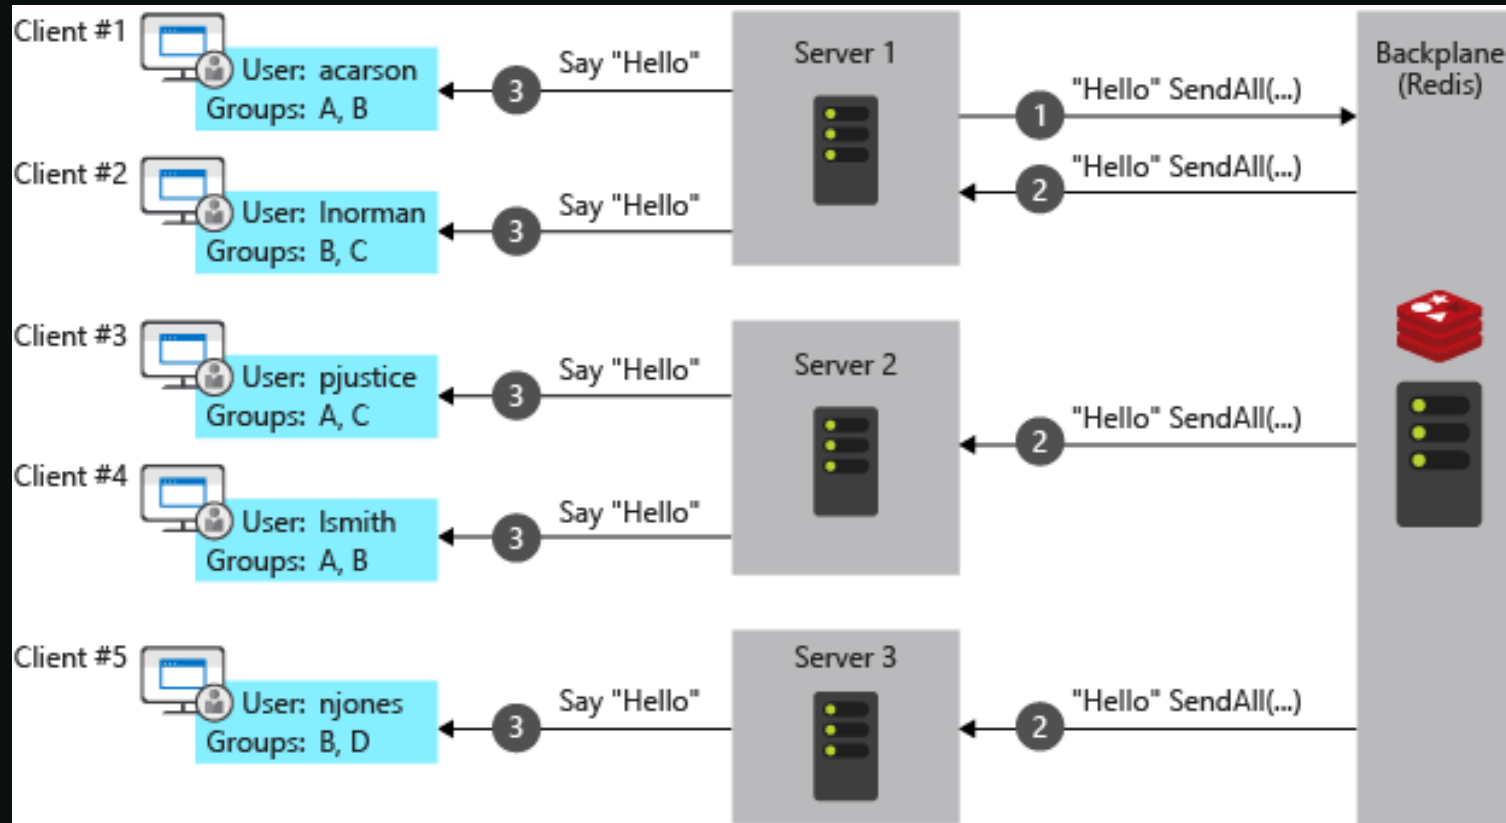 Client #1
User: acarson
Groups: A, B
3
Say "Hello"
Server 1
1
"Hello" SendAll(...)
Backplane
(Redis)
Client #2
User: lnorman
Groups: B, C
3
Say "Hello"
2
"Hello" SendAll(...)
Client #3
User: pjustice
Groups: A, C
3
Say "Hello"
Server 2
2
"Hello" SendAll(...)
Client #4
User: lsmith
Groups: A, B
3
Say "Hello"
Client #5
User: njones
Groups: B, D
3
Say "Hello"
Server 3
2
"Hello" SendAll(...)